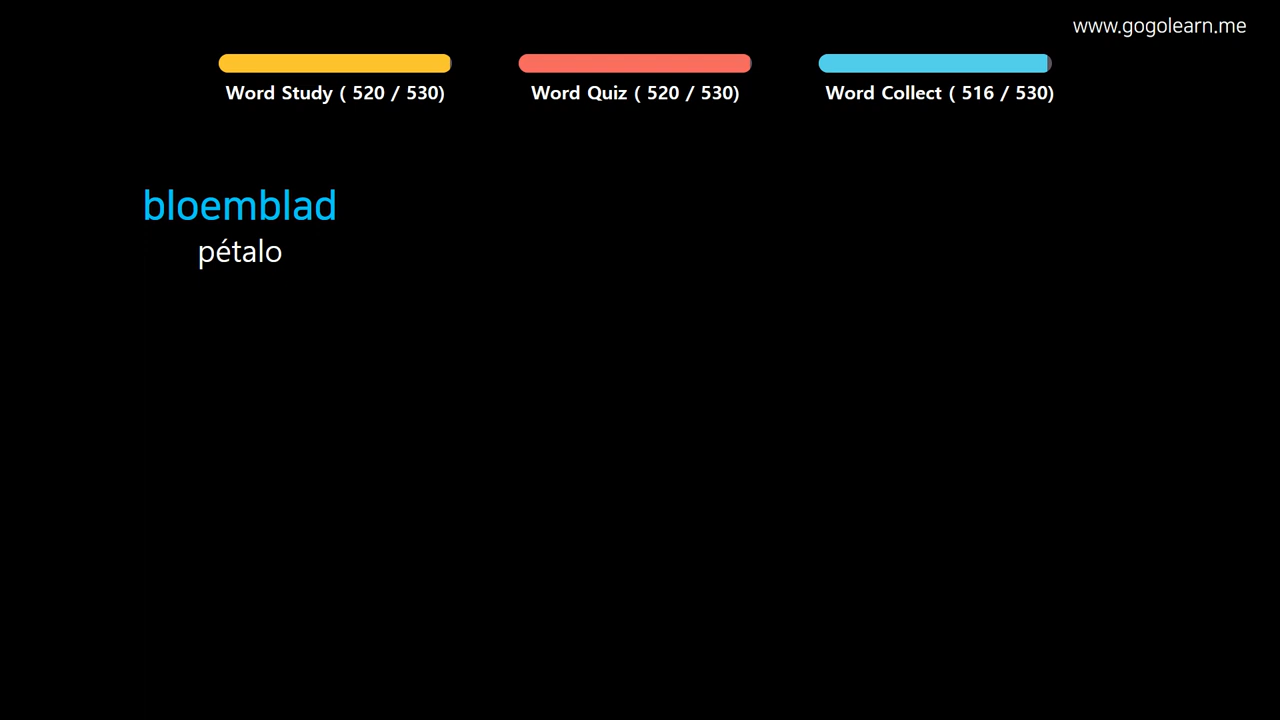 www.gogolearn.me
Word Study ( 520 / 530)
Word Quiz ( 520 / 530)
Word Collect ( 516 / 530)
bloemblad
pétalo